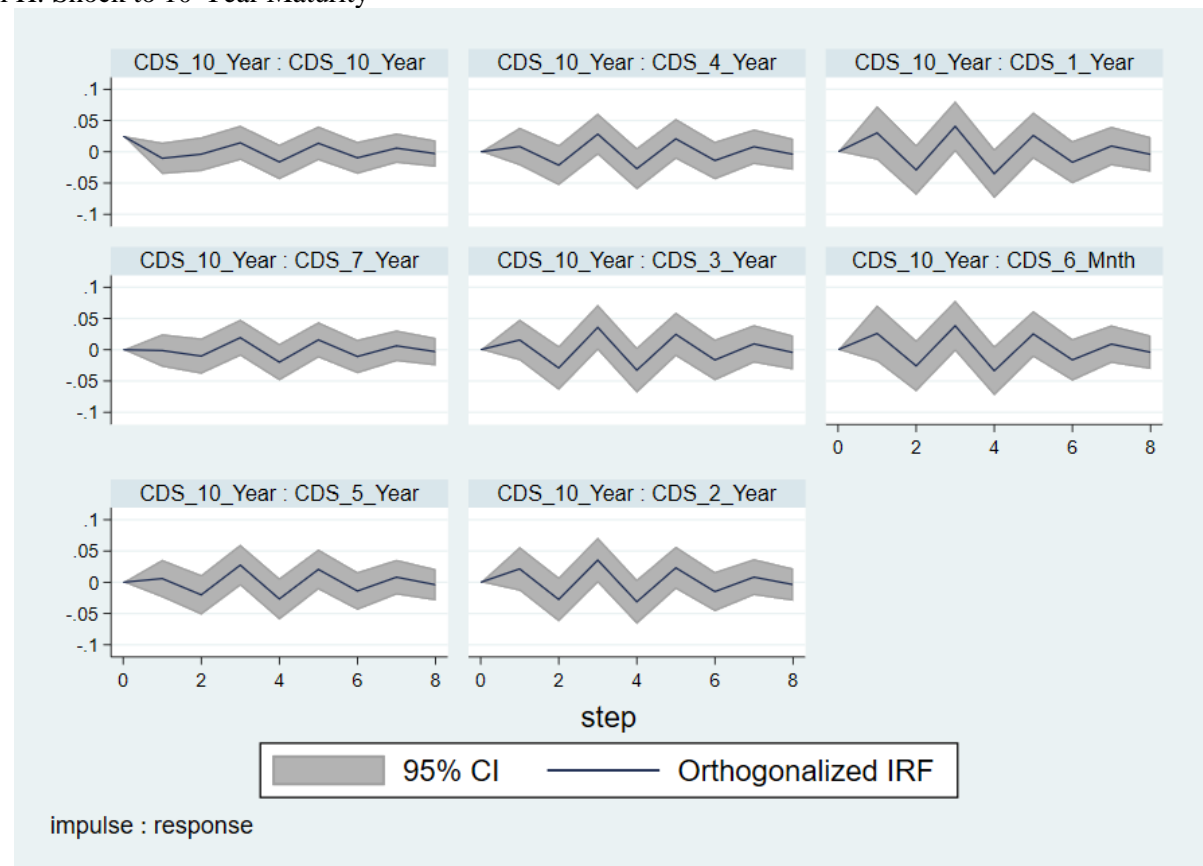 H: Shock to 10-Year Maturity
CDS_10_Year : CDS_10_Year
CDS_10_Year : CDS_4_Year
CDS_10_Year : CDS_1_Year
.1
.05
0
-.05
-.1
CDS_10_Year : CDS_7_Year
CDS_10_Year : CDS_3_Year
CDS_10_Year : CDS_6_Mnth
.1
.05
0
-.05
-.1
0 2 4 6 8
CDS_10_Year : CDS_5_Year
CDS_10_Year : CDS_2_Year
.1
.05
0
-.05
-.1
0 2 4 6 8
0 2 4 6 8
step
95% CI
Orthogonalized IRF
impulse : response